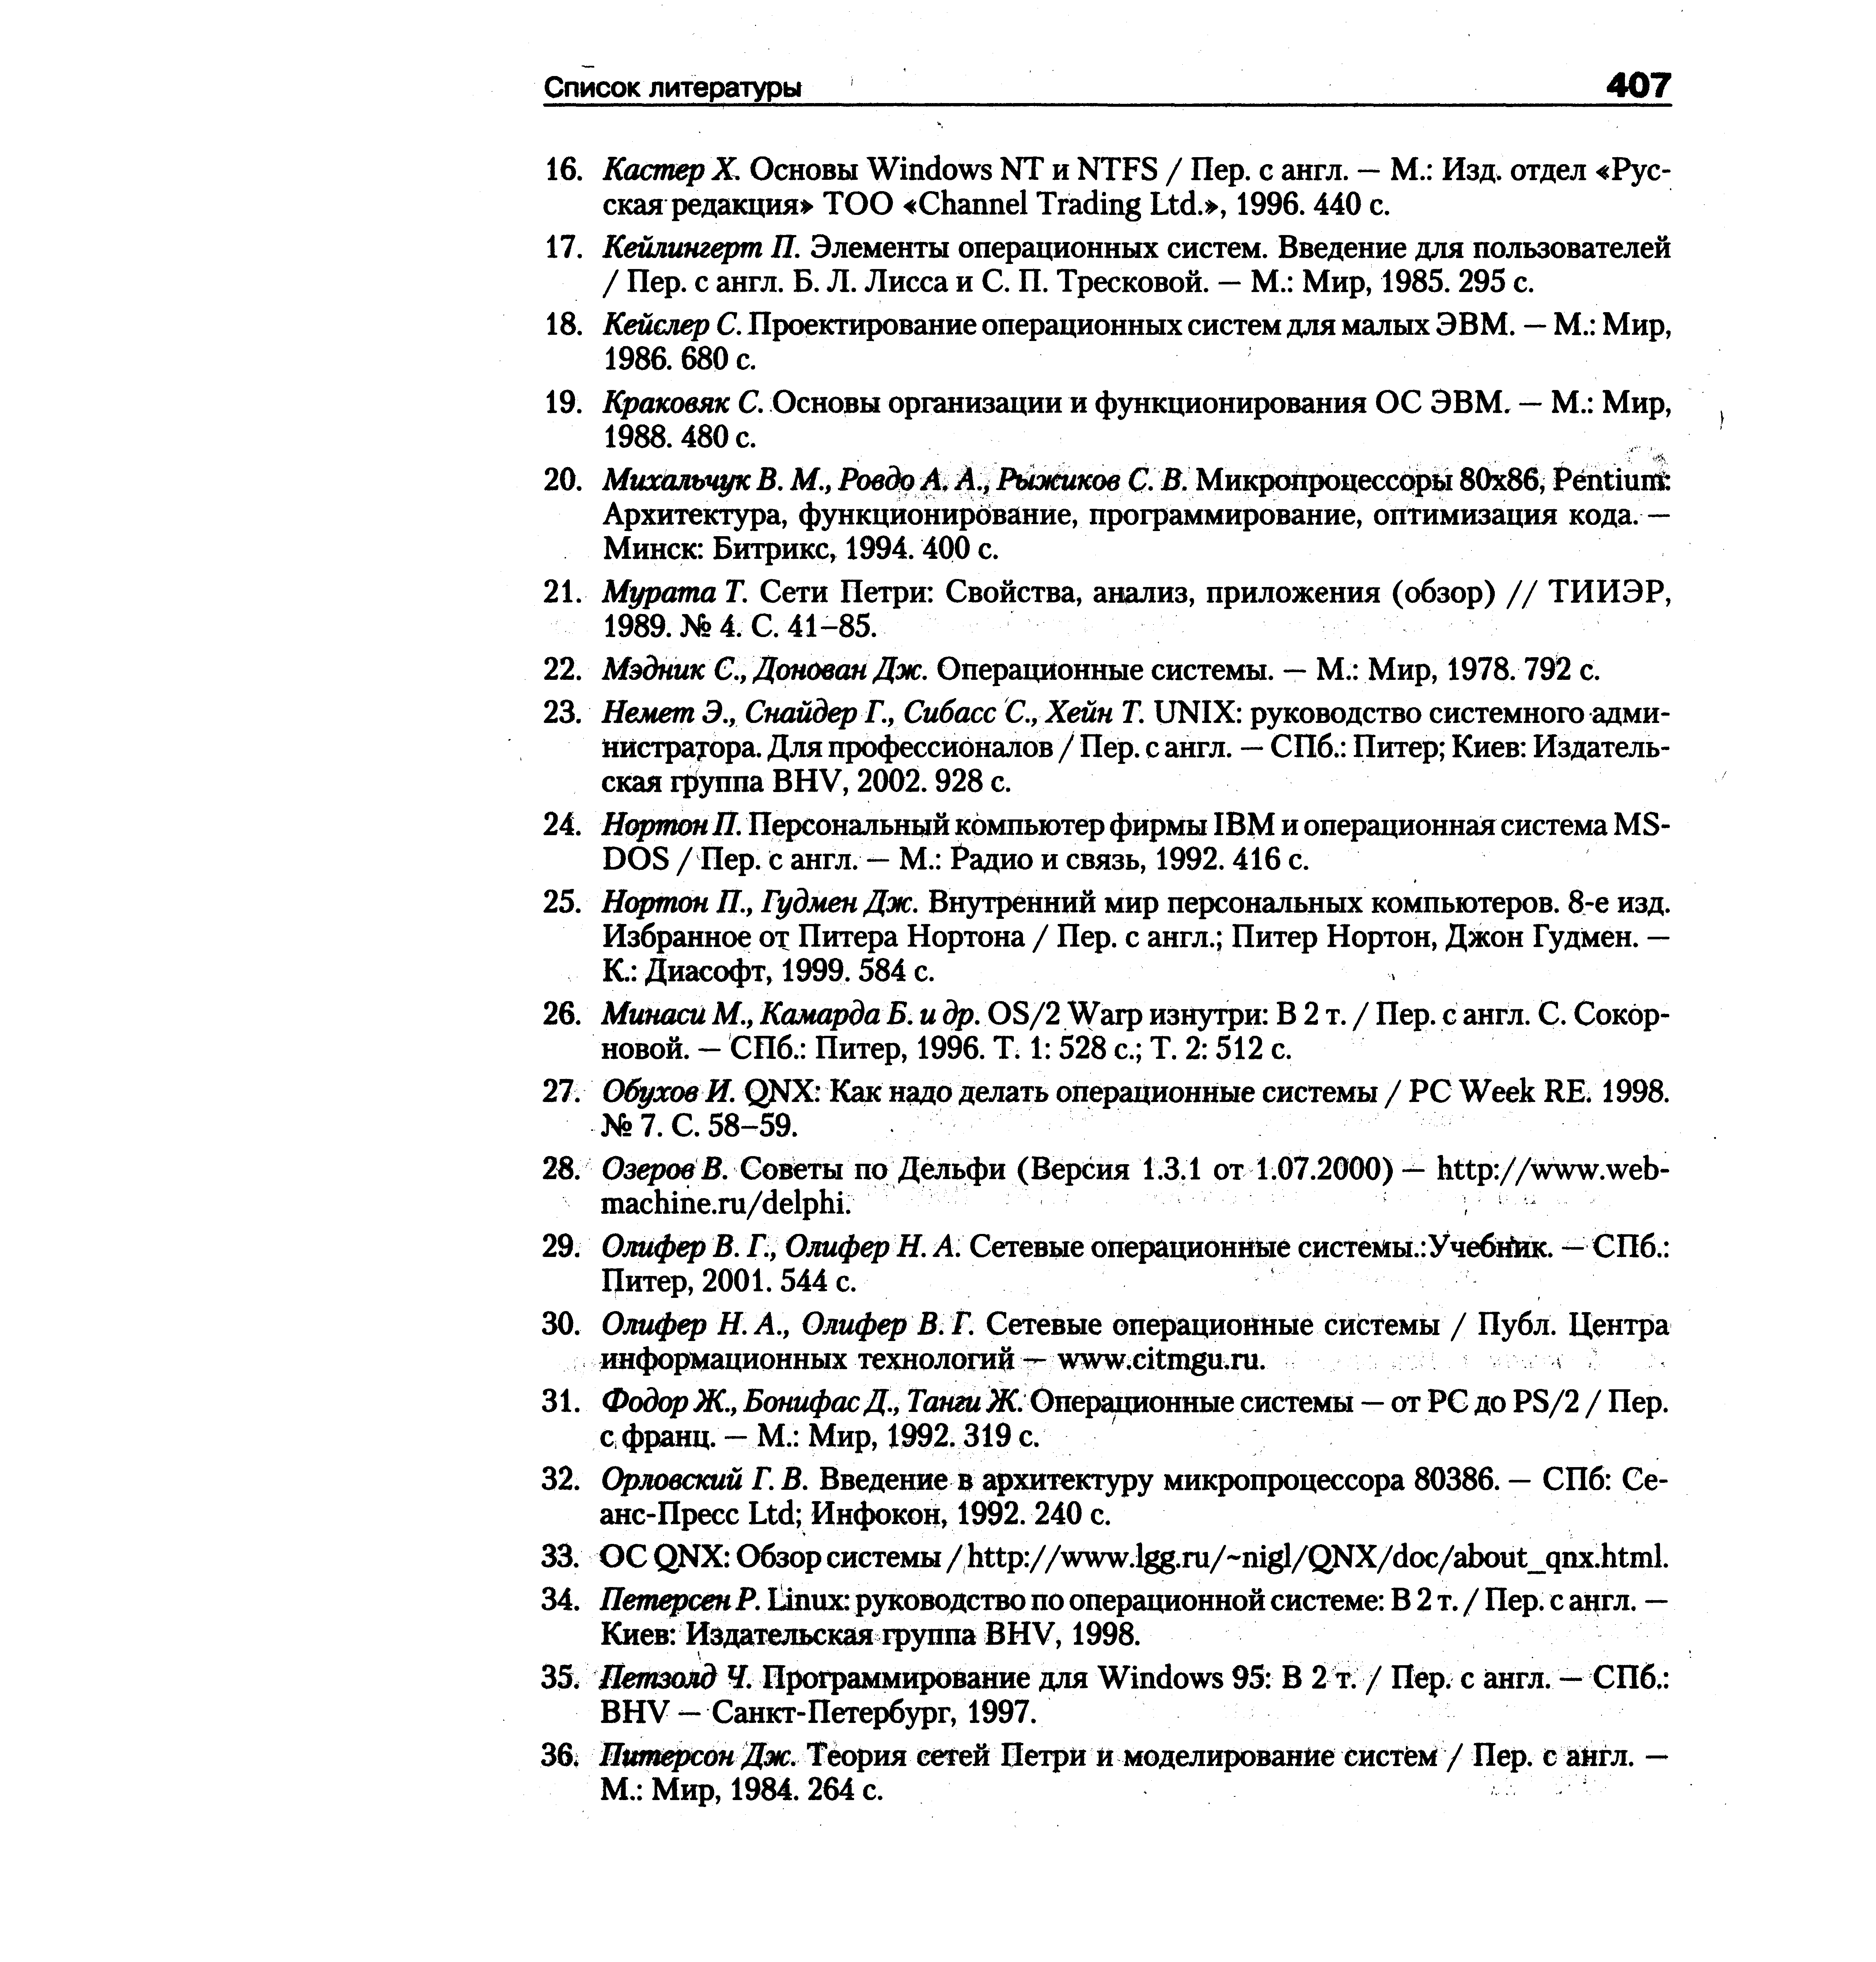 Список литературы 407
16. Кастер Х. Основы Windows NT и NTFS / Пер. с англ. — М.: Изд. отдел «Рус-
ская редакция» ТОО «Channel Trading Ltd.», 1996. 440 с.
17. Кейлингерт П. Элементы операционных систем. Введение для пользователей
/ Пер. с англ. Б. Л. Лисса и С. П. Тресковой. — М.: Мир, 1985. 295 с.
18. Кейслер С. Проектирование операционных систем для малых ЭВМ. — М.: Мир,
1986. 680 с.
19. Краковяк С. Основы организации и функционирования ОС ЭВМ. — М.: Мир,
1988. 480 с.
20. Михальчук В. М., Ровдо А. А., Рыжиков С. В. Микропроцессоры 80x86, Pentium:
Архитектура, функционирование, программирование, оптимизация кода. —
Минск: Битрикс, 1994. 400 с.
21. Мурата Т. Сети Петри: Свойства, анализ, приложения (обзор) // ТИИЭР,
1989. № 4. С. 41–85.
22. Мэдник С., Донован Дж. Операционные системы. — М.: Мир, 1978. 792 с.
23. Немет Э., Снайдер Г., Сибасс С., Хейн Т. UNIX: руководство системного адми-
нистратора. Для профессионалов / Пер. с англ. — СПб.: Питер; Киев: Издатель-
ская группа BHV, 2002. 928 с.
24. Нортон П. Персональный компьютер фирмы IBM и операционная система MS-
DOS / Пер. с англ. — М.: Радио и связь, 1992. 416 с.
25. Нортон П., Гудмен Дж. Внутренний мир персональных компьютеров. 8-е изд.
Избранное от Питера Нортона / Пер. с англ.; Питер Нортон, Джон Гудмен. —
К.: Диасофт, 1999. 584 с.
26. Минаси М., Камарда Б. и др. OS/2 Warp изнутри: В 2 т. / Пер. с англ. С. Сокор-
новой. — СПб.: Питер, 1996. Т. 1: 528 с.; Т. 2: 512 с.
27. Обухов И. QNX: Как надо делать операционные системы / PC Week RE. 1998.
№ 7. С. 58–59.
28. Озеров В. Советы по Дельфи (Версия 1.3.1 от 1.07.2000) — http://www.web-
machine.ru/delphi.
29. Олифер В. Г., Олифер Н. А. Сетевые операционные системы.: Учебник. — СПб.:
Питер, 2001. 544 с.
30. Олифер Н. А., Олифер В. Г. Сетевые операционные системы / Публ. Центра
информационных технологий — www.citmgu.ru.
31. Фодор Ж., Бонифас Д., Танги Ж. Операционные системы — от PC до PS/2 / Пер.
с франц. — М.: Мир, 1992. 319 с.
32. Орловский Г. В. Введение в архитектуру микропроцессора 80386. — СПб: Се-
анс-Пресс Ltd; Инфокон, 1992. 240 с.
33. ОС QNX: Обзор системы / http://www.lgg.ru/~nigl/QNX/doc/about_qnx.html.
34. Петерсен Р. Linux: руководство по операционной системе: В 2 т. / Пер. с англ. —
Киев: Издательская группа BHV, 1998.
35. Петзолд Ч. Программирование для Windows 95: В 2 т. / Пер. с англ. — СПб.:
BHV — Санкт-Петербург, 1997.
36. Питерсон Дж. Теория сетей Петри и моделирование систем / Пер. с англ. —
М.: Мир, 1984. 264 с.